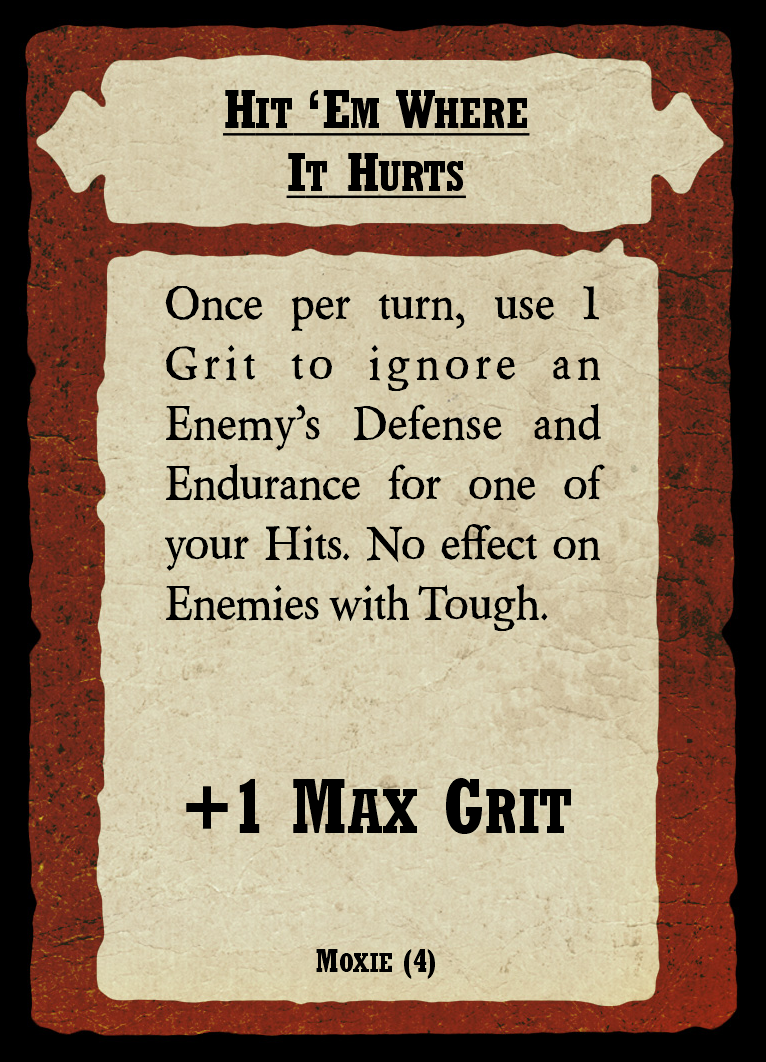 Hit ‘Em Where
It Hurts
Once per turn, use 1
Grit to ignore an
Enemy’s Defense and
Endurance for one of
your Hits. No effect on
Enemies with Tough.
+1 Max Grit
Moxie (4)